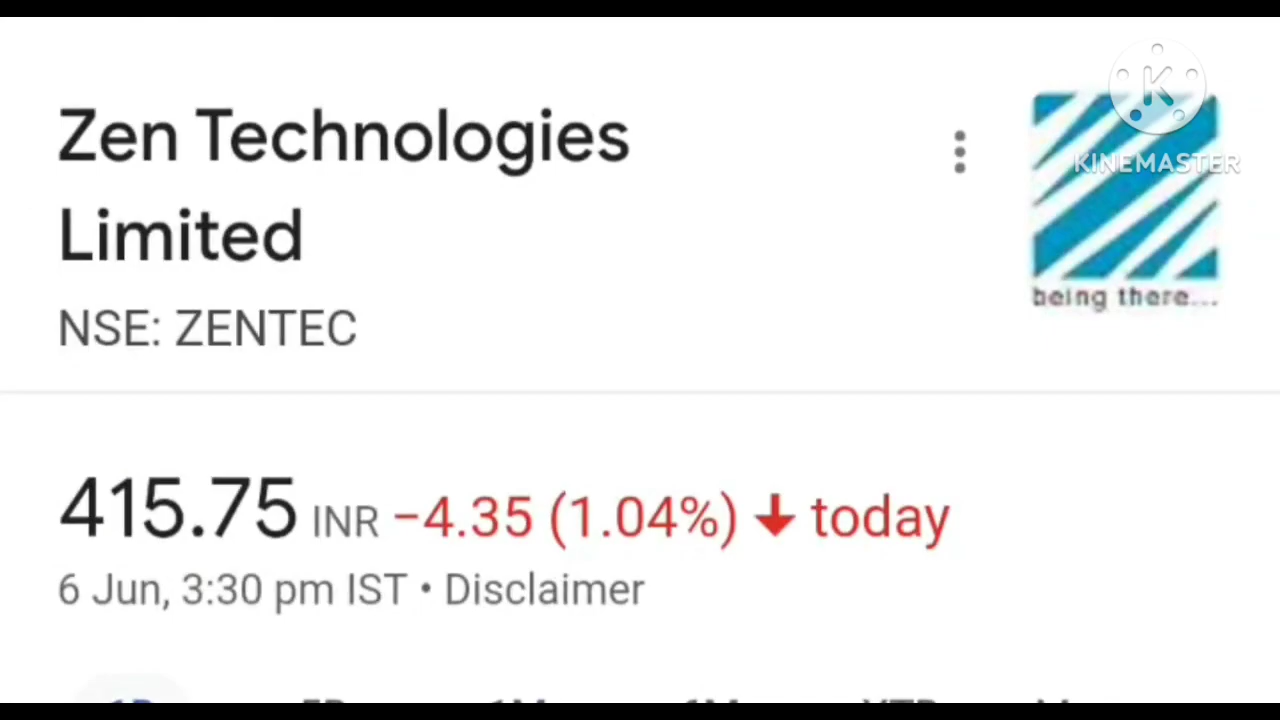 Zen Technologies
Limited
NSE: ZENTEC
KINEMASTER
being there...
415.75 INR −4.35 (1.04%) ↓ today
6 Jun, 3:30 pm IST • Disclaimer